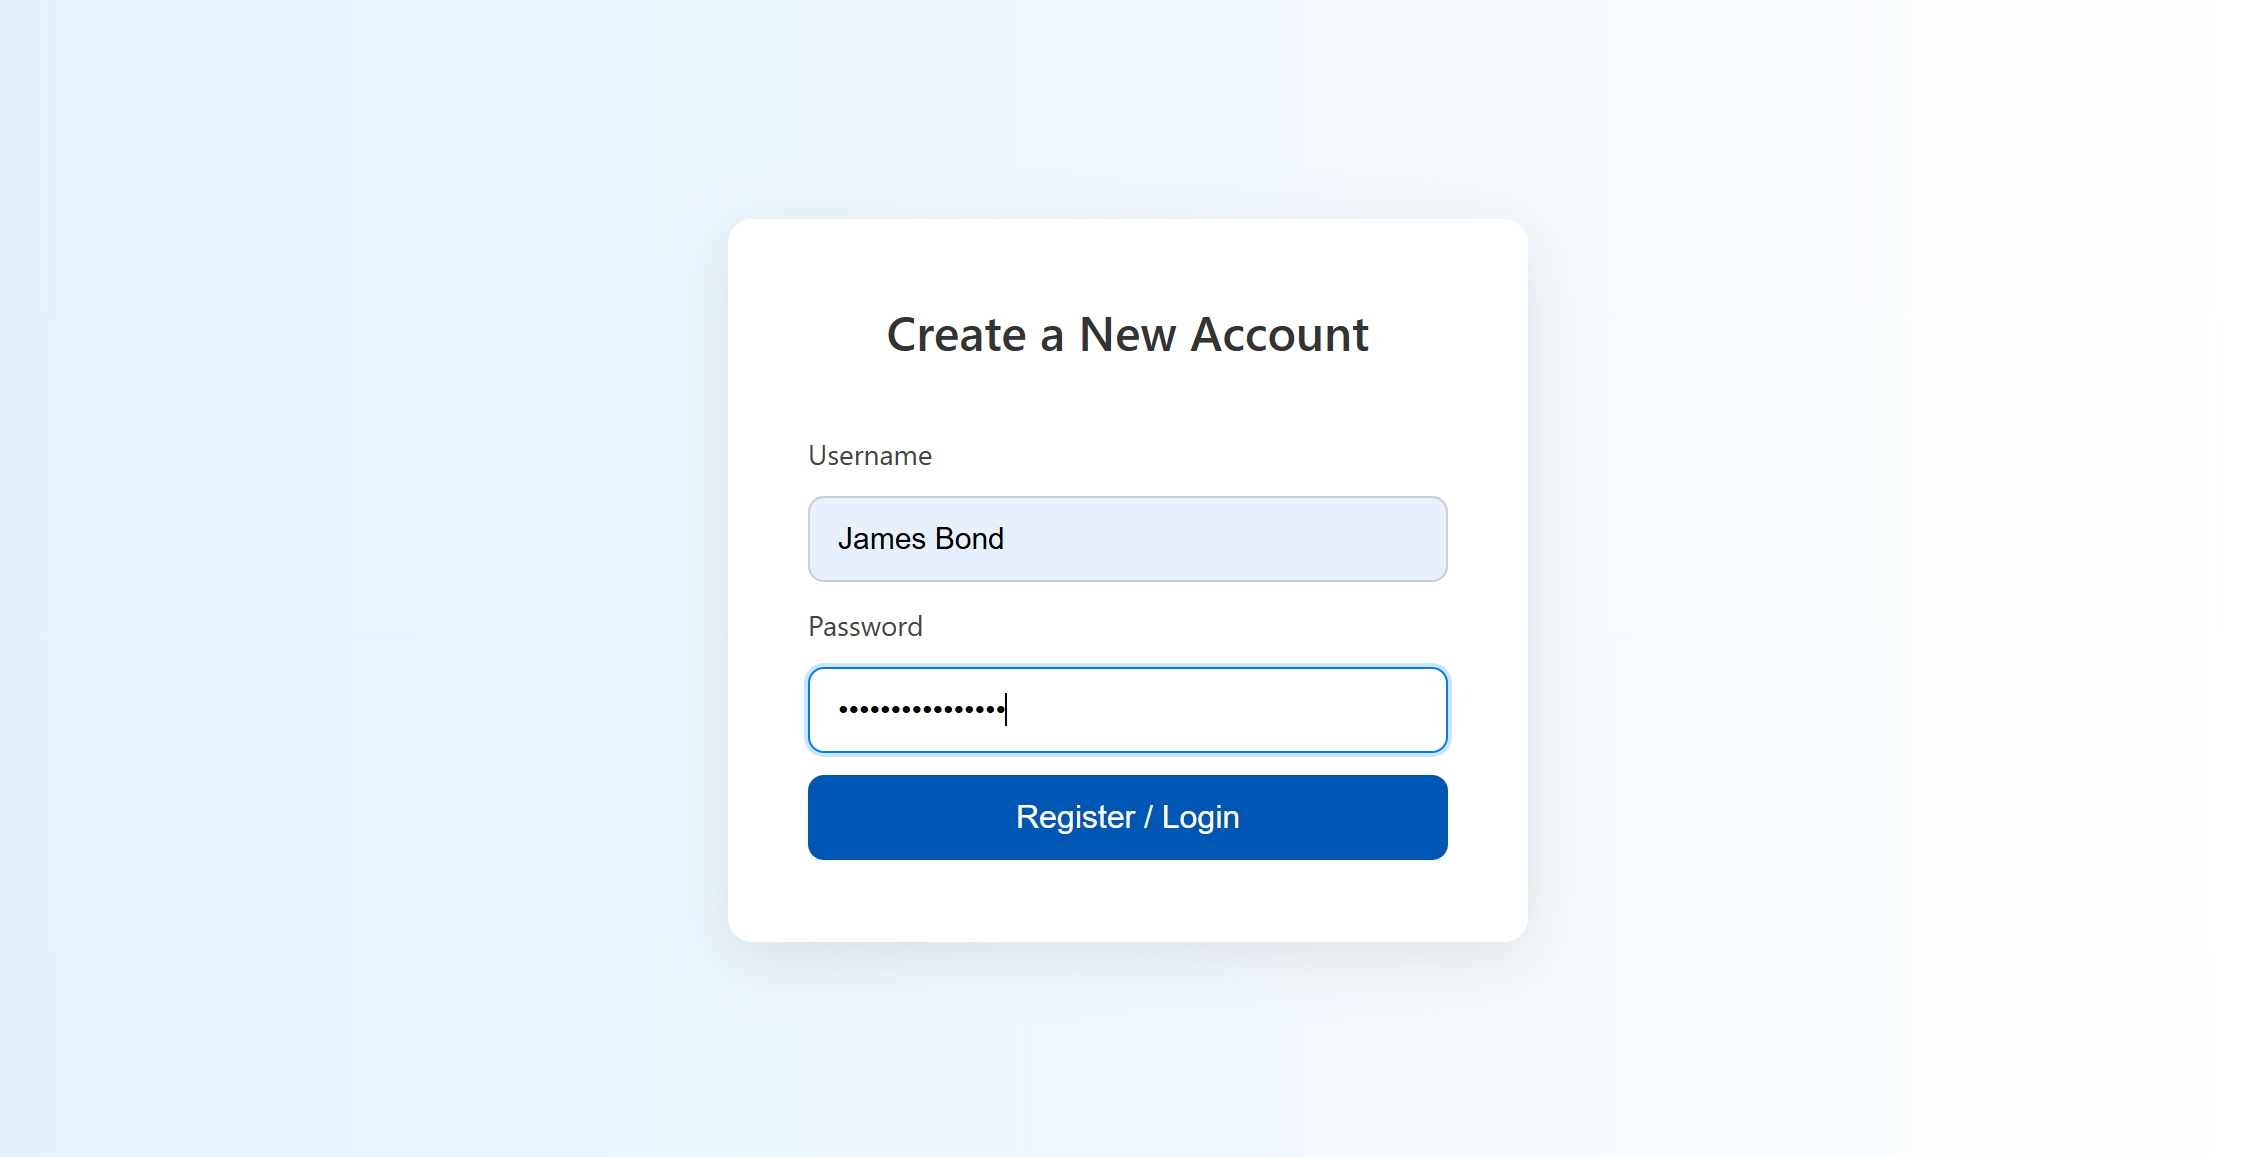 Create a New Account
Username
James Bond
Password
••••••••••••••••
Register / Login